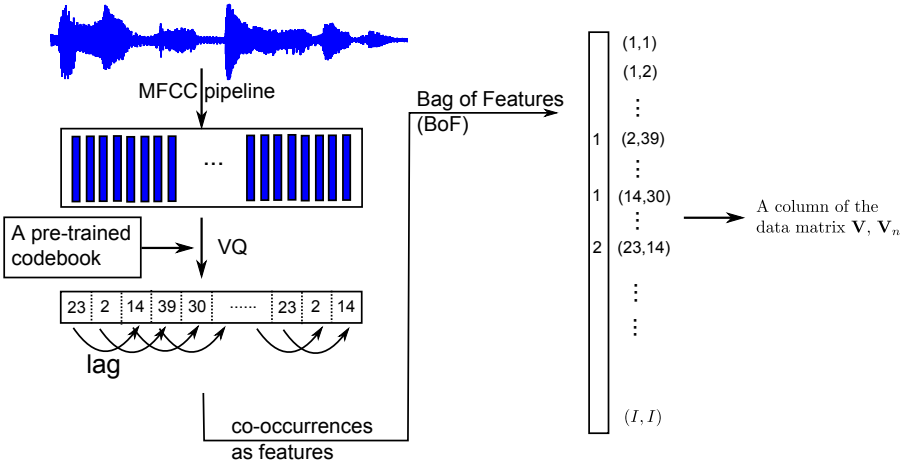 MFCC pipeline
...
A pre-trained
codebook
VQ
23 2 14 39 30 ...... 23 2 14
lag
co-occurrences
as features
Bag of Features
(BoF)
(1,1)
(1,2)
⋮
1 (2,39)
⋮
1 (14,30)
⋮
2 (23,14)
⋮
⋮
(I, I)
A column of the
data matrix V, Vₙ